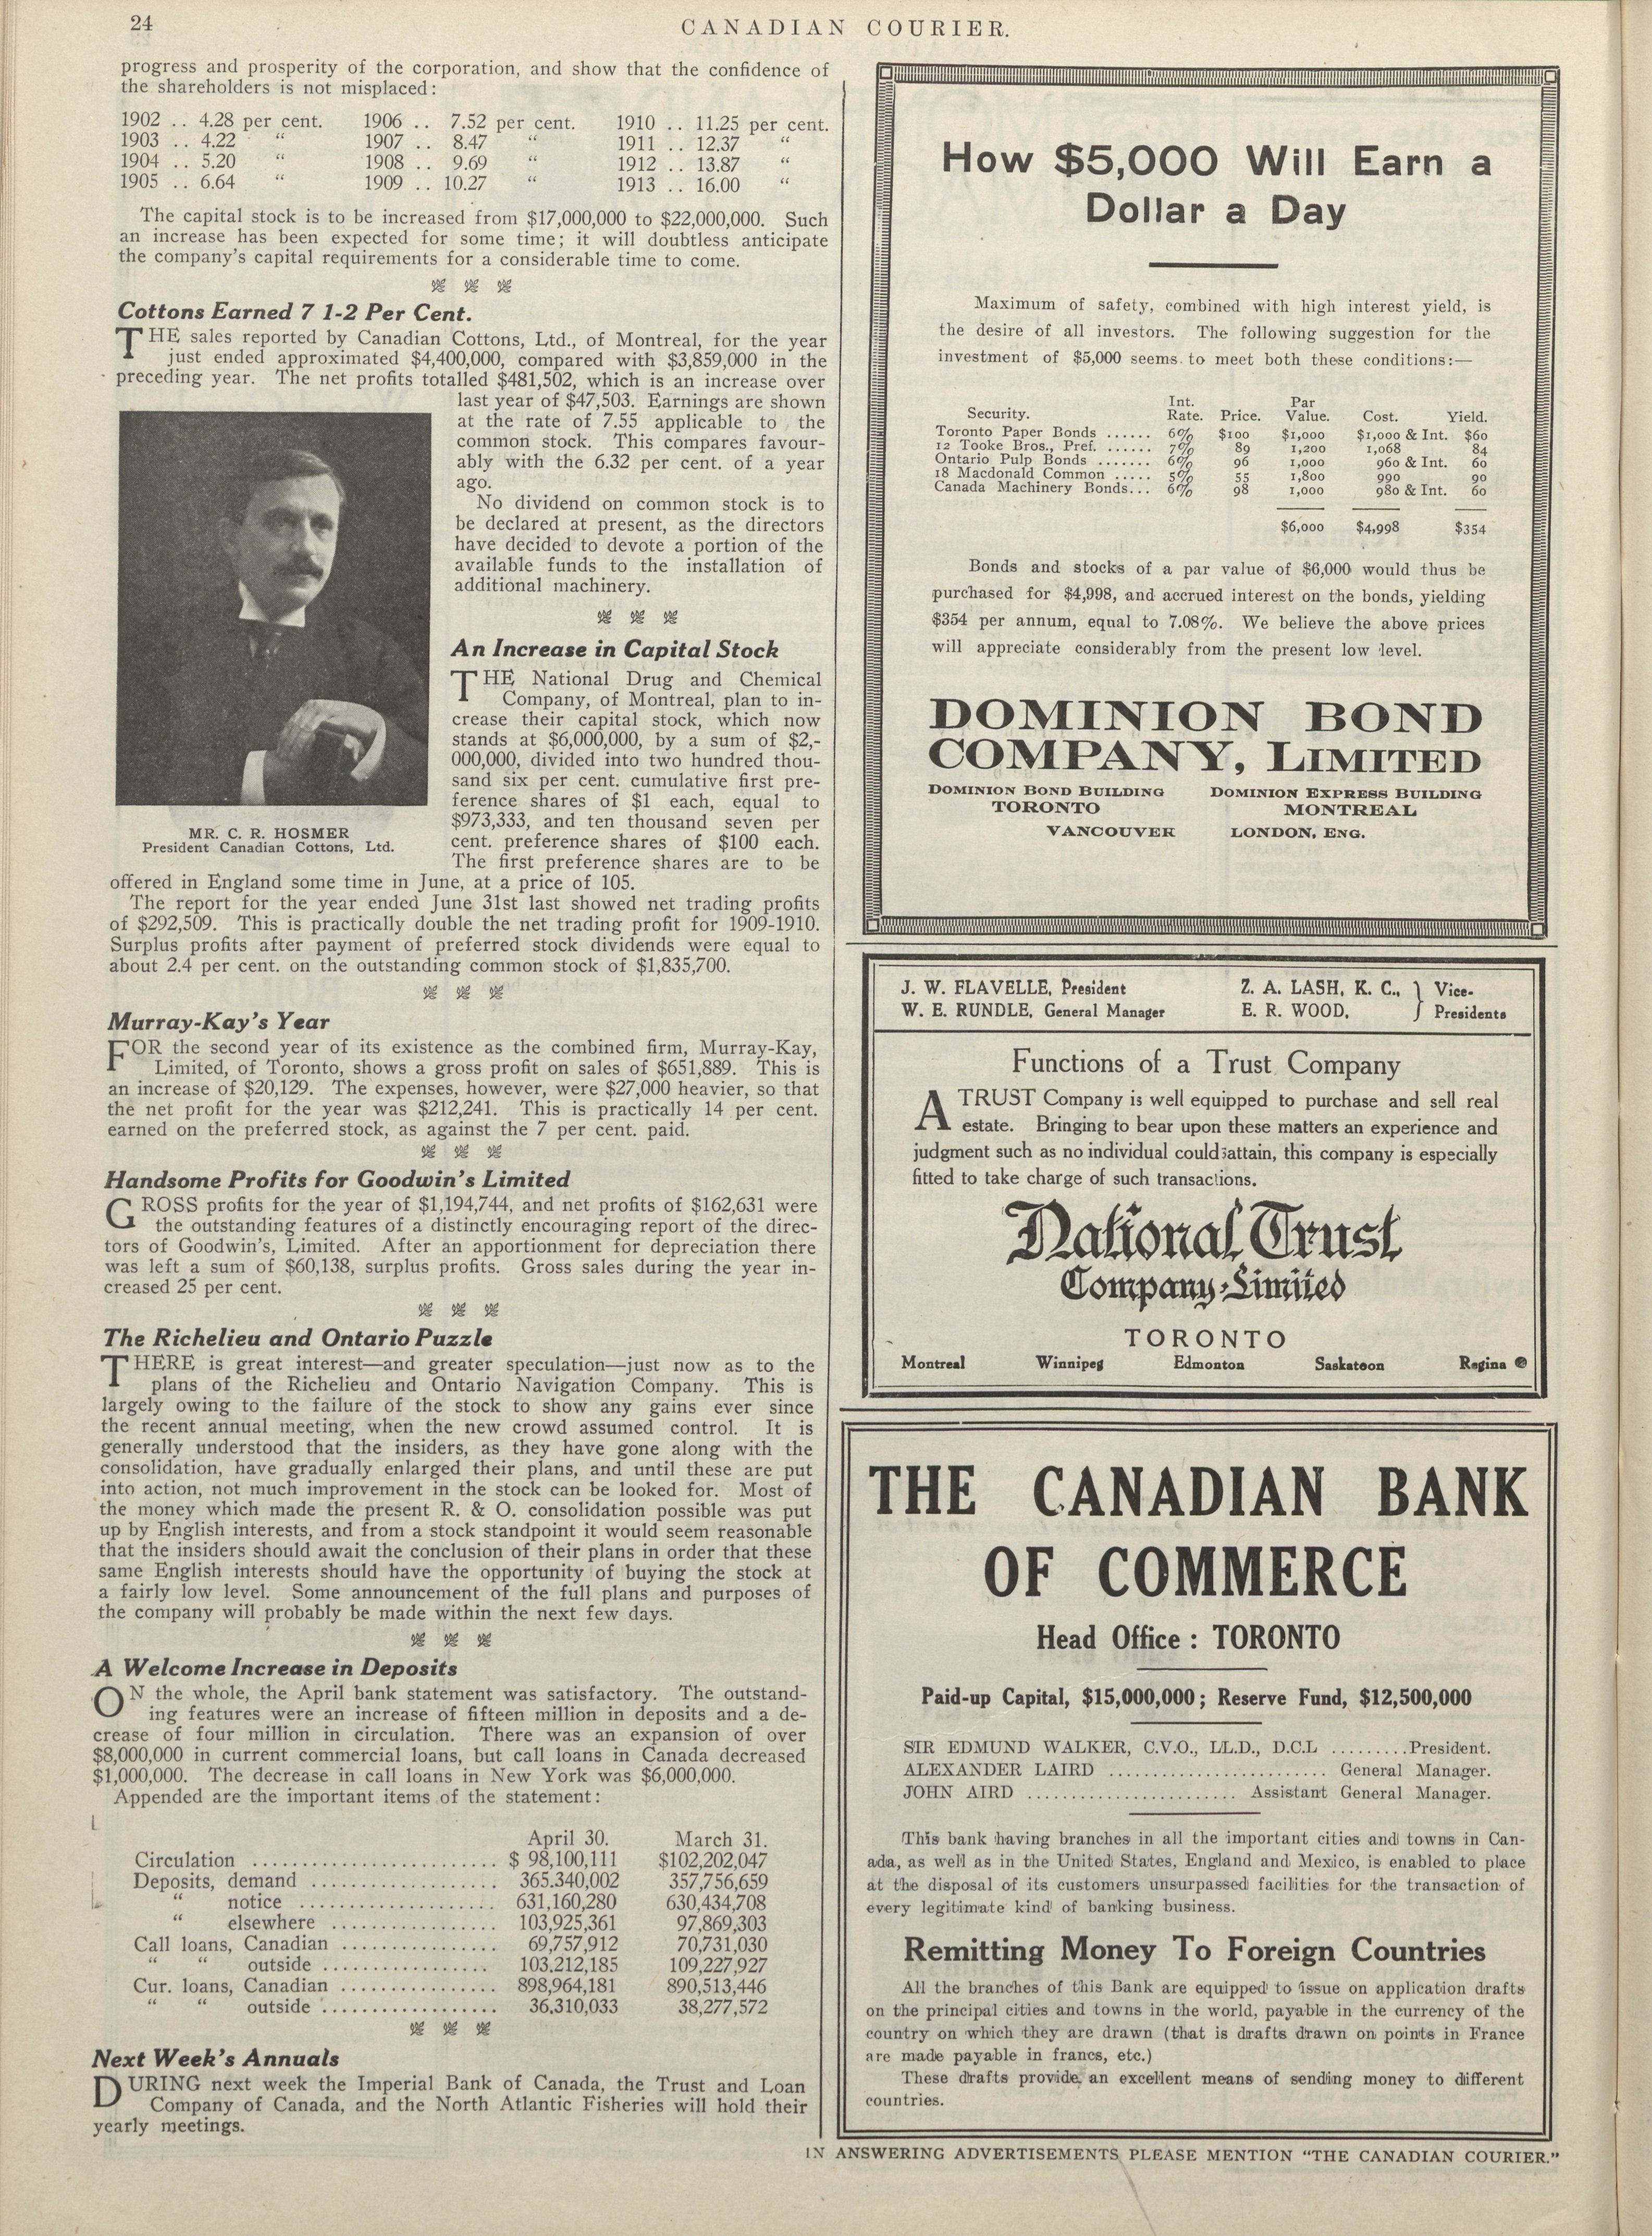 24
CANADIAN COURIER.
progress and prosperity of the corporation, and show that the confidence of
the shareholders is not misplaced:
1902 .. 4.28 per cent. 1906 .. 7.52 per cent. 1910 .. 11.25 per cent.
1903 .. 4.22 " 1907 .. 8.47 " 1911 .. 12.37 "
1904 .. 5.20 " 1908 .. 9.69 " 1912 .. 13.87 "
1905 .. 6.64 " 1909 .. 10.27 " 1913 .. 16.00 "
The capital stock is to be increased from $17,000,000 to $22,000,000. Such
an increase has been expected for some time; it will doubtless anticipate
the company's capital requirements for a considerable time to come.
Cottons Earned 7 1-2 Per Cent.
THE sales reported by Canadian Cottons, Ltd., of Montreal, for the year
just ended approximated $4,400,000, compared with $3,859,000 in the
preceding year. The net profits totalled $481,502, which is an increase over
last year of $47,503. Earnings are shown
at the rate of 7.55 applicable to the
common stock. This compares favour-
ably with the 6.32 per cent. of a year
ago.
No dividend on common stock is to
be declared at present, as the directors
have decided to devote a portion of the
available funds to the installation of
additional machinery.
MR. C. R. HOSMER
President Canadian Cottons, Ltd.
An Increase in Capital Stock
THE National Drug and Chemical
Company, of Montreal, plan to in-
crease their capital stock, which now
stands at $6,000,000, by a sum of $2,-
000,000, divided into two hundred thou-
sand six per cent. cumulative first pre-
ference shares of $1 each, equal to
$973,333, and ten thousand seven per
cent. preference shares of $100 each.
The first preference shares are to be
offered in England some time in June, at a price of 105.
The report for the year ended June 31st last showed net trading profits
of $292,509. This is practically double the net trading profit for 1909-1910.
Surplus profits after payment of preferred stock dividends were equal to
about 2.4 per cent. on the outstanding common stock of $1,835,700.
Murray-Kay's Year
FOR the second year of its existence as the combined firm, Murray-Kay,
Limited, of Toronto, shows a gross profit on sales of $651,889. This is
an increase of $20,129. The expenses, however, were $27,000 heavier, so that
the net profit for the year was $212,241. This is practically 14 per cent.
earned on the preferred stock, as against the 7 per cent. paid.
Handsome Profits for Goodwin's Limited
GROSS profits for the year of $1,194,744, and net profits of $162,631 were
the outstanding features of a distinctly encouraging report of the direc-
tors of Goodwin's, Limited. After an apportionment for depreciation there
was left a sum of $60,138, surplus profits. Gross sales during the year in-
creased 25 per cent.
The Richelieu and Ontario Puzzle
THERE is great interest—and greater speculation—just now as to the
plans of the Richelieu and Ontario Navigation Company. This is
largely owing to the failure of the stock to show any gains ever since
the recent annual meeting, when the new crowd assumed control. It is
generally understood that the insiders, as they have gone along with the
consolidation, have gradually enlarged their plans, and until these are put
into action, not much improvement in the stock can be looked for. Most of
the money which made the present R. & O. consolidation possible was put
up by English interests, and from a stock standpoint it would seem reasonable
that the insiders should await the conclusion of their plans in order that these
same English interests should have the opportunity of buying the stock at
a fairly low level. Some announcement of the full plans and purposes of
the company will probably be made within the next few days.
A Welcome Increase in Deposits
ON the whole, the April bank statement was satisfactory. The outstand-
ing features were an increase of fifteen million in deposits and a de-
crease of four million in circulation. There was an expansion of over
$8,000,000 in current commercial loans, but call loans in Canada decreased
$1,000,000. The decrease in call loans in New York was $6,000,000.
Appended are the important items of the statement:
April 30. March 31.
Circulation .......................... $ 98,100,111 $102,202,047
Deposits, demand ................... 365.340,002 357,756,659
" notice .................... 631,160,280 630,434,708
" elsewhere ................. 103,925,361 97,869,303
Call loans, Canadian ................ 69,757,912 70,731,030
" " outside ................. 103,212,185 109,227,927
Cur. loans, Canadian ................ 898,964,181 890,513,446
" " outside .................. 36,310,033 38,277,572
Next Week's Annuals
DURING next week the Imperial Bank of Canada, the Trust and Loan
Company of Canada, and the North Atlantic Fisheries will hold their
yearly meetings.
How $5,000 Will Earn a
Dollar a Day
Maximum of safety, combined with high interest yield, is
the desire of all investors. The following suggestion for the
investment of $5,000 seems to meet both these conditions:—
Int. Par
Security. Rate. Price. Value. Cost. Yield.
Toronto Paper Bonds ...... 6% $100 $1,000 $1,000 & Int. $60
12 Tooke Bros., Pref. ...... 7% 89 1,200 1,068 84
Ontario Pulp Bonds ....... 6% 96 1,000 960 & Int. 60
18 Macdonald Common ..... 5% 55 1,800 990 90
Canada Machinery Bonds... 6% 98 1,000 980 & Int. 60
$6,000 $4,998 $354
Bonds and stocks of a par value of $6,000 would thus be
purchased for $4,998, and accrued interest on the bonds, yielding
$354 per annum, equal to 7.08%. We believe the above prices
will appreciate considerably from the present low level.
DOMINION BOND
COMPANY, LIMITED
DOMINION BOND BUILDING DOMINION EXPRESS BUILDING
TORONTO MONTREAL
VANCOUVER LONDON, ENG.
J. W. FLAVELLE, President Z. A. LASH, K. C., } Vice-
W. E. RUNDLE, General Manager E. R. WOOD, Presidents
Functions of a Trust Company
A TRUST Company is well equipped to purchase and sell real
estate. Bringing to bear upon these matters an experience and
judgment such as no individual could attain, this company is especially
fitted to take charge of such transactions.
National Trust
Company Limited
TORONTO
Montreal Winnipeg Edmonton Saskatoon Regina
THE CANADIAN BANK
OF COMMERCE
Head Office : TORONTO
Paid-up Capital, $15,000,000; Reserve Fund, $12,500,000
SIR EDMUND WALKER, C.V.O., LL.D., D.C.L .........President.
ALEXANDER LAIRD ......................... General Manager.
JOHN AIRD ........................ Assistant General Manager.
This bank having branches in all the important cities and towns in Can-
ada, as well as in the United States, England and Mexico, is enabled to place
at the disposal of its customers unsurpassed facilities for the transaction of
every legitimate kind of banking business.
Remitting Money To Foreign Countries
All the branches of this Bank are equipped to issue on application drafts
on the principal cities and towns in the world, payable in the currency of the
country on which they are drawn (that is drafts drawn on points in France
are made payable in francs, etc.)
These drafts provide an excellent means of sending money to different
countries.
IN ANSWERING ADVERTISEMENTS PLEASE MENTION "THE CANADIAN COURIER."